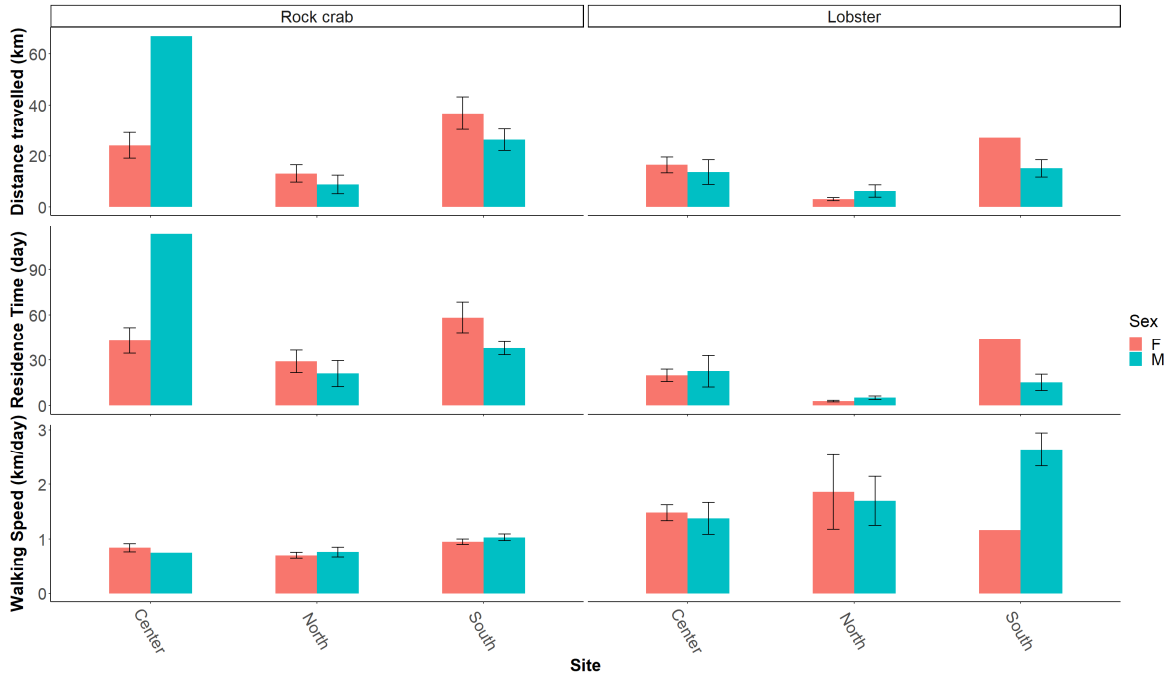 Rock crab Lobster
Distance travelled (km)
60
40
20
0
Residence Time (day)
90
60
30
0
Walking Speed (km/day)
3
2
1
0
Sex
F
M
Center North South Center North South
Site